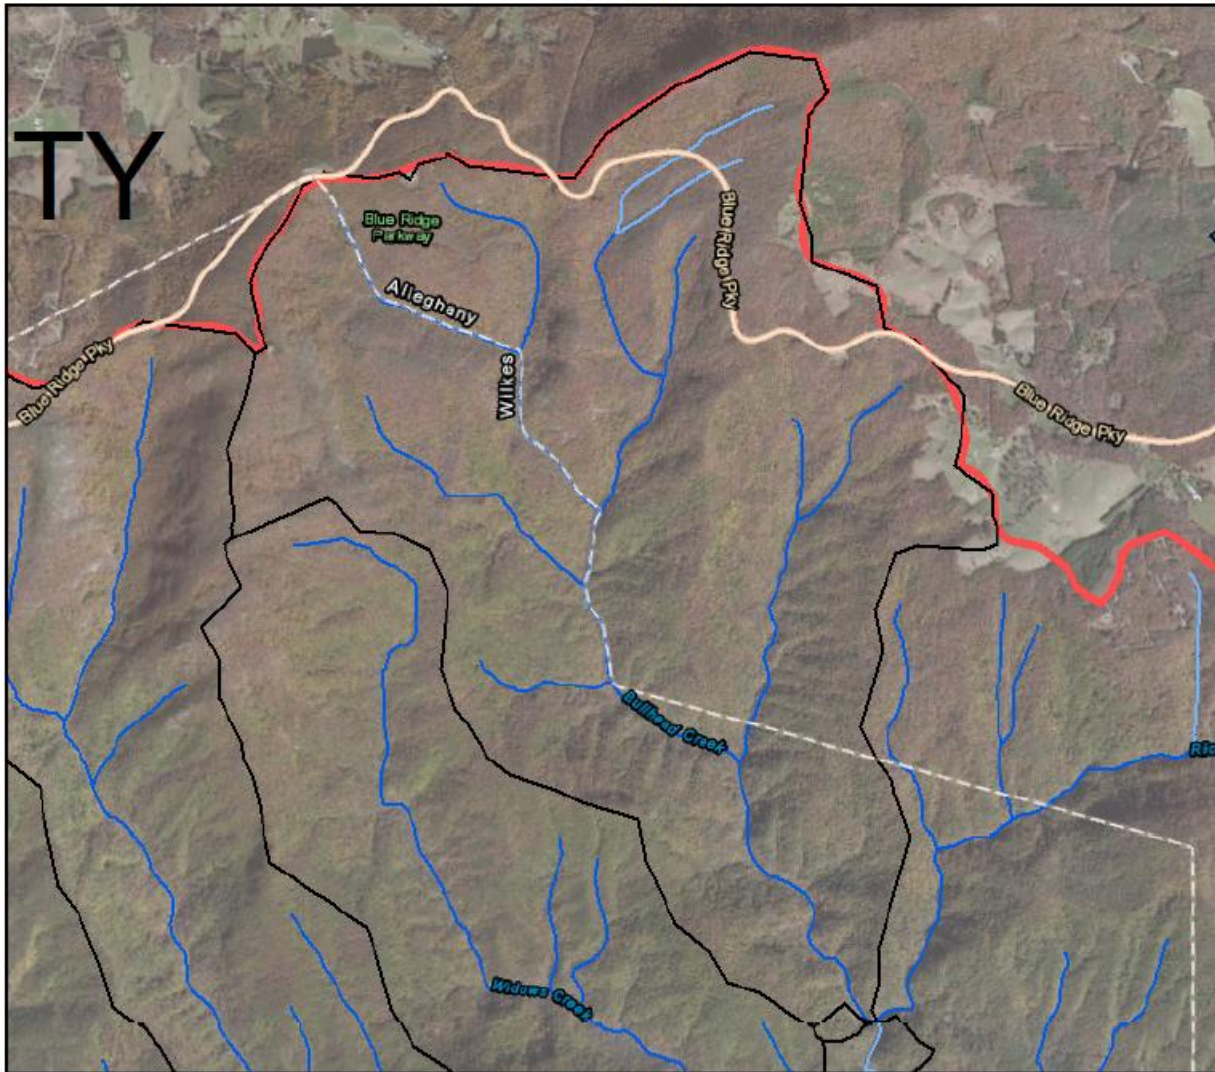 TY
Blue Ridge
Parkway
Blue Ridge Pky
Alleghany
Wilkes
Blue Ridge Pky
Blue Ridge Pky
Bullhead Creek
Ric
Widows Creek